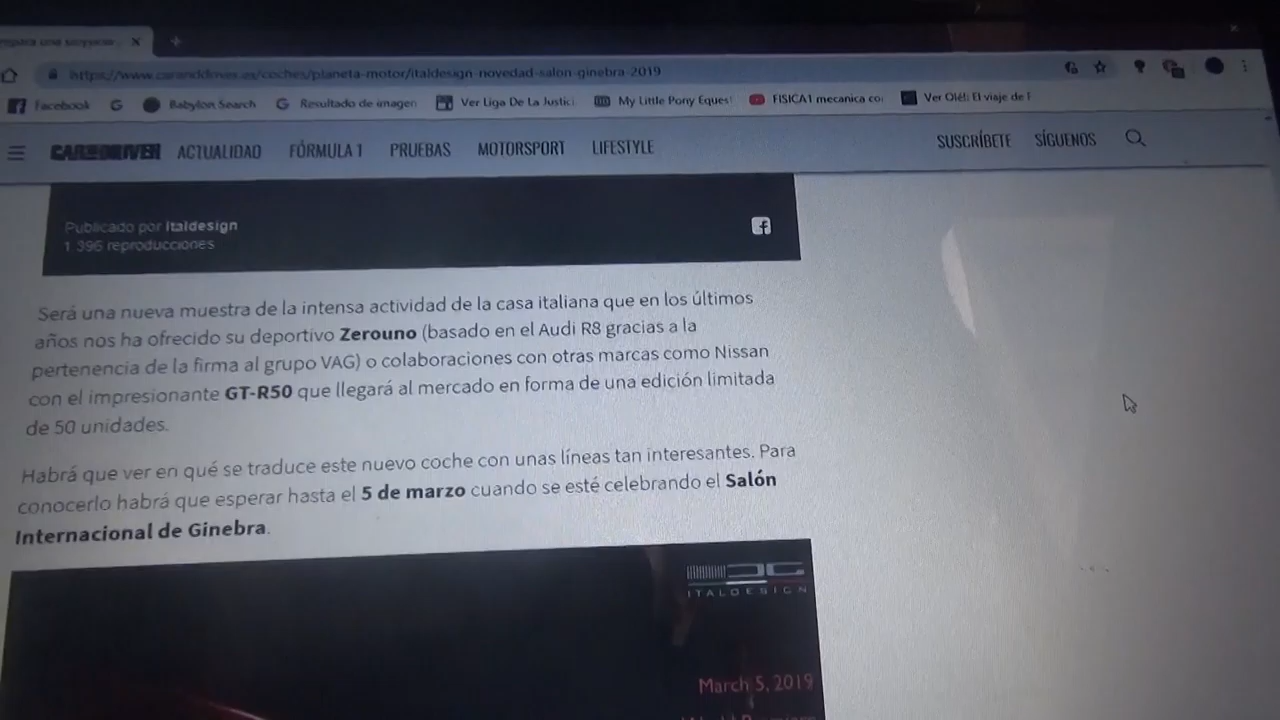 https://www.caranddriver.es/coches/planeta-motor/italdesign-novedad-salon-ginebra-2019
Facebook
Babylon Search
Resultado de imagen
Ver Liga De La Justici
My Little Pony Equest
FISICA1 mecanica co
Ver Olé!: El viaje de F
CAR AND DRIVER ACTUALIDAD FÓRMULA 1 PRUEBAS MOTORSPORT LIFESTYLE SUSCRÍBETE SÍGUENOS
Publicado por Italdesign
1 396 reproducciones
Será una nueva muestra de la intensa actividad de la casa italiana que en los últimos
años nos ha ofrecido su deportivo Zerouno (basado en el Audi R8 gracias a la
pertenencia de la firma al grupo VAG) o colaboraciones con otras marcas como Nissan
con el impresionante GT-R50 que llegará al mercado en forma de una edición limitada
de 50 unidades.
Habrá que ver en qué se traduce este nuevo coche con unas líneas tan interesantes. Para
conocerlo habrá que esperar hasta el 5 de marzo cuando se esté celebrando el Salón
Internacional de Ginebra.
ITALDESIGN
March 5, 2019